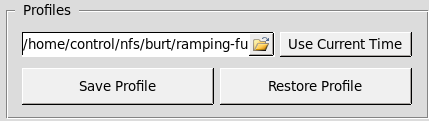 Profiles
/home/control/nfs/burt/ramping-fu Use Current Time
Save Profile Restore Profile